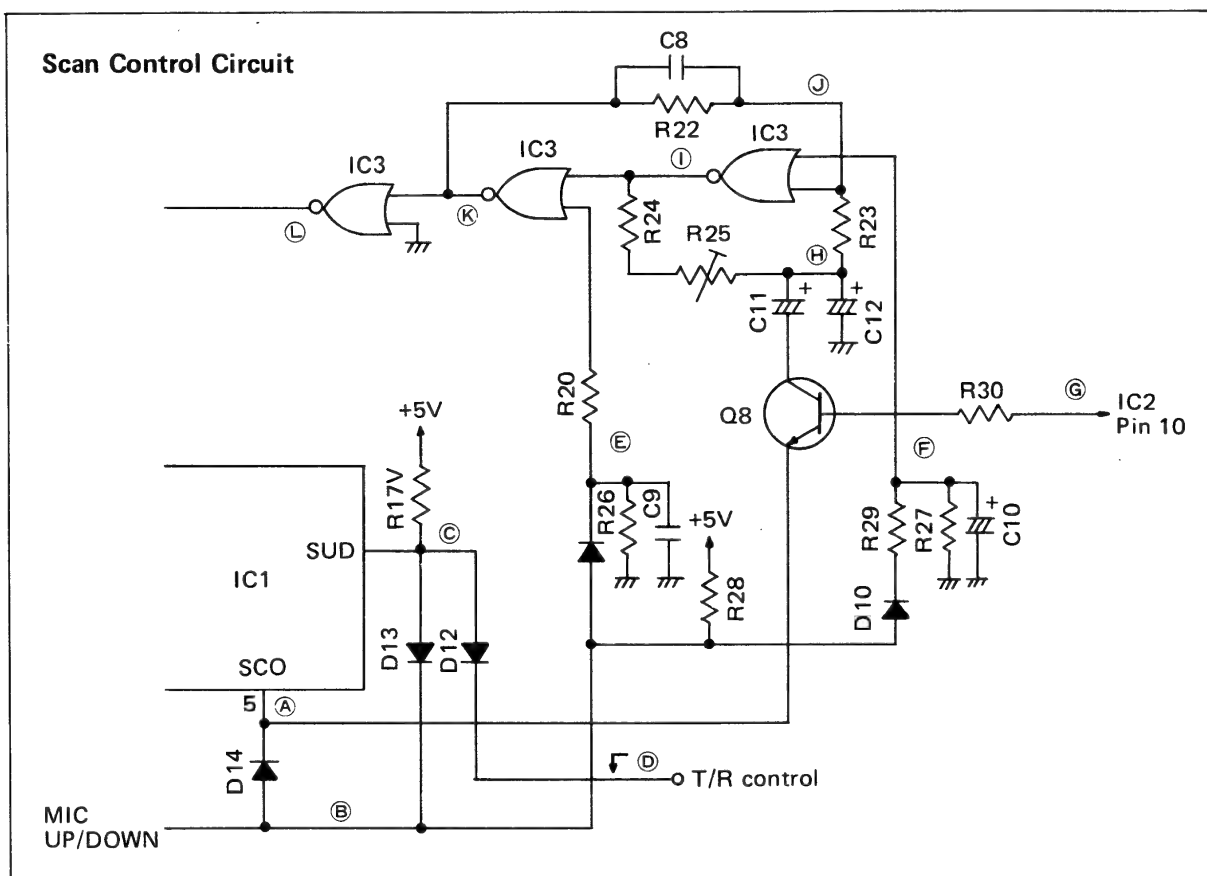 Scan Control Circuit
C8
Ⓙ
R22
IC3
IC3
IC3
Ⓘ
Ⓚ
Ⓛ
R24
R25
R23
Ⓗ
C11
+
C12
+
R20
Q8
R30
Ⓖ
IC2
Pin 10
+5V
Ⓔ
Ⓕ
R17V
R26
C9
+5V
R29
R27
C10
+
Ⓒ
SUD
IC1
R28
D10
D13
D12
SCO
5
Ⓐ
D14
Ⓓ
T/R control
MIC
UP/DOWN
Ⓑ